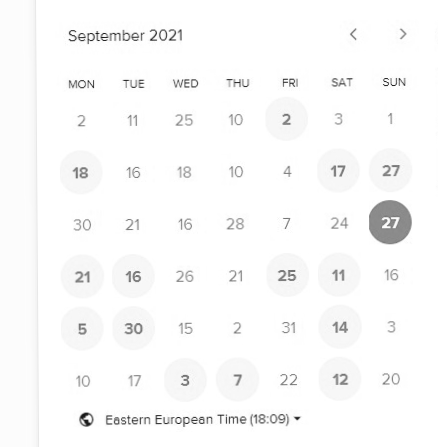 September 2021
MON TUE WED THU FRI SAT SUN
2 11 25 10 2 3 1
18 16 18 10 4 17 27
30 21 16 28 7 24 27
21 16 26 21 25 11 16
5 30 15 2 31 14 3
10 17 3 7 22 12 20
Eastern European Time (18:09)